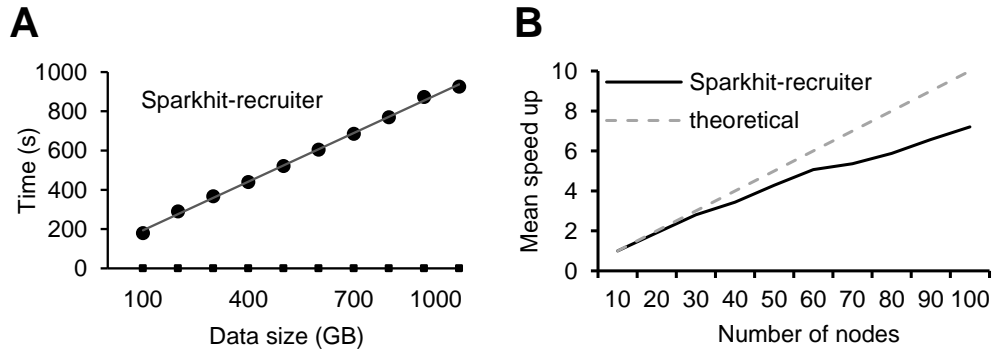 A
1000
800
600
400
200
0
Time (s)
Sparkhit-recruiter
100 400 700 1000
Data size (GB)
B
10
8
6
4
2
0
Mean speed up
Sparkhit-recruiter
theoretical
10 20 30 40 50 60 70 80 90 100
Number of nodes